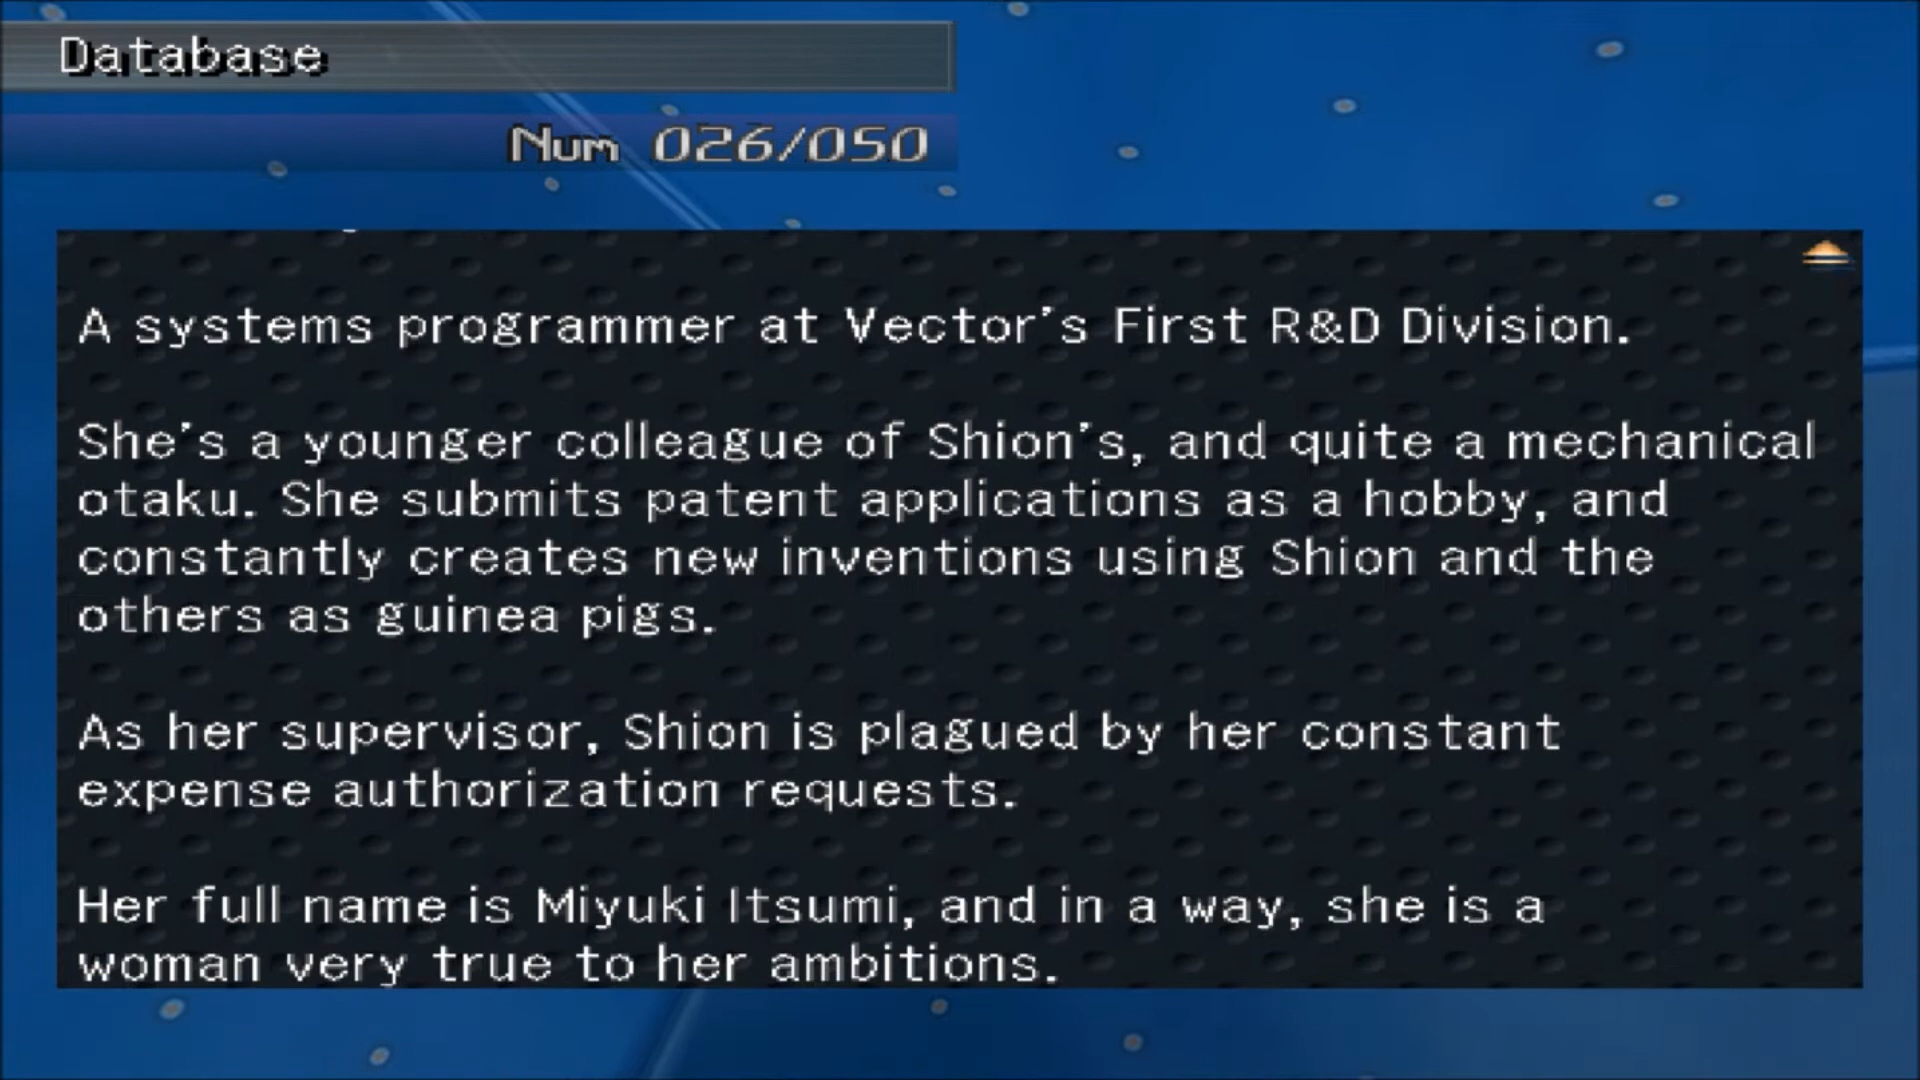 Database
Num 026/050
A systems programmer at Vector's First R&D Division.
She's a younger colleague of Shion's, and quite a mechanical
otaku. She submits patent applications as a hobby, and
constantly creates new inventions using Shion and the
others as guinea pigs.
As her supervisor, Shion is plagued by her constant
expense authorization requests.
Her full name is Miyuki Itsumi, and in a way, she is a
woman very true to her ambitions.